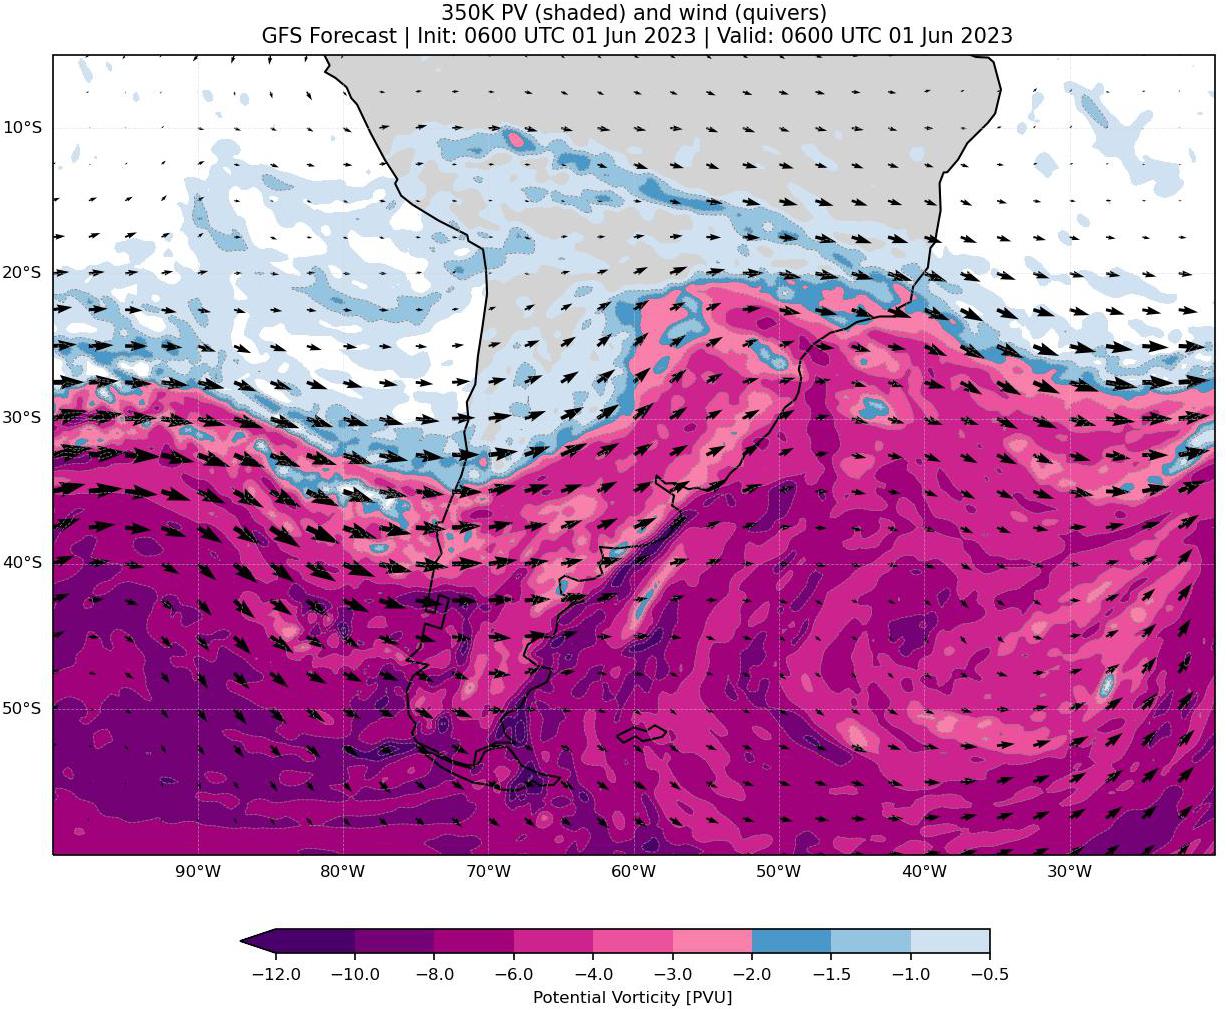 350K PV (shaded) and wind (quivers)
GFS Forecast | Init: 0600 UTC 01 Jun 2023 | Valid: 0600 UTC 01 Jun 2023
10°S
20°S
30°S
40°S
50°S
90°W 80°W 70°W 60°W 50°W 40°W 30°W
−12.0 −10.0 −8.0 −6.0 −4.0 −3.0 −2.0 −1.5 −1.0 −0.5
Potential Vorticity [PVU]